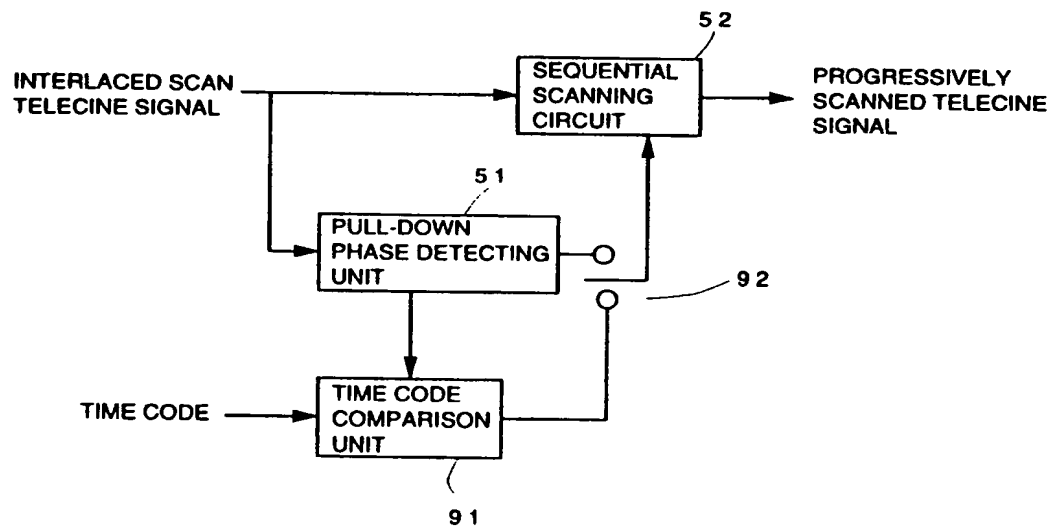 52
INTERLACED SCAN
TELECINE SIGNAL
SEQUENTIAL
SCANNING
CIRCUIT
PROGRESSIVELY
SCANNED TELECINE
SIGNAL
51
PULL-DOWN
PHASE DETECTING
UNIT
92
TIME CODE
TIME CODE
COMPARISON
UNIT
91